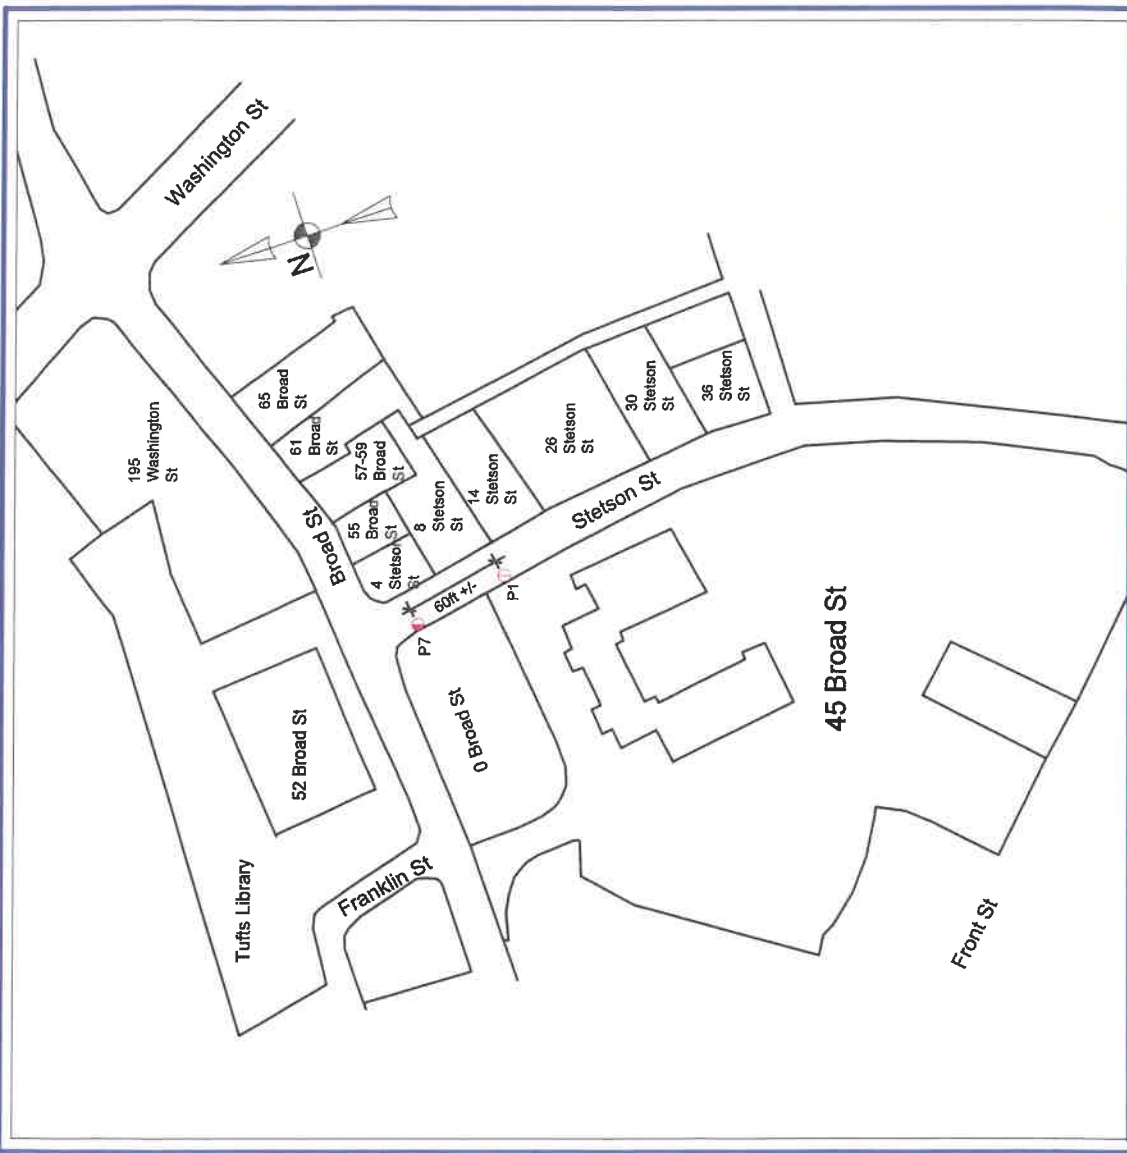 Washington St
N
195
Washington
St
65
Broad
St
61
Broad
St
57-59
Broad
St
55
Broad
St
Broad St
4
Stetson
St
8
Stetson
St
14
Stetson
St
26
Stetson
St
30
Stetson
St
36
Stetson
St
Stetson St
60ft +/-
P1
P7
0 Broad St
45 Broad St
52 Broad St
Tufts Library
Franklin St
Front St